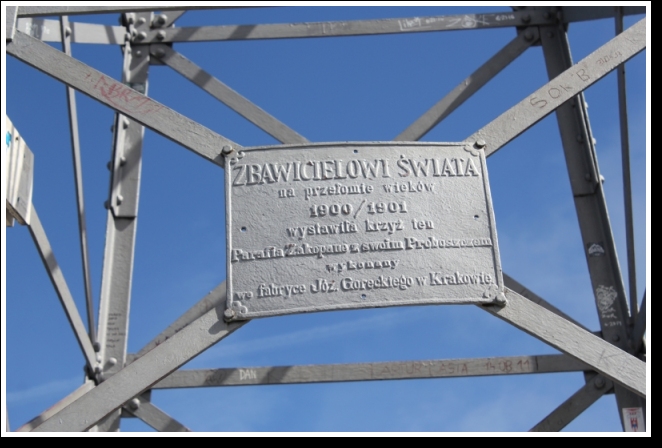 ZBAWICIELOWI ŚWIATA
na przełomie wieków
1900/1901
wystawiła krzyż ten
Parafia Zakopane z swoim Proboszczem
wykonany
we fabryce Józ. Goreckiego w Krakowie.
DAN